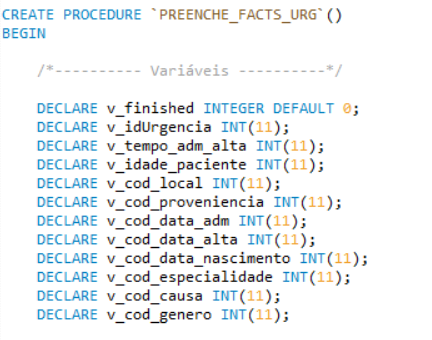 CREATE PROCEDURE `PREENCHE_FACTS_URG`()
BEGIN
/*---------- Variáveis ----------*/
DECLARE v_finished INTEGER DEFAULT 0;
DECLARE v_idUrgencia INT(11);
DECLARE v_tempo_adm_alta INT(11);
DECLARE v_idade_paciente INT(11);
DECLARE v_cod_local INT(11);
DECLARE v_cod_proveniencia INT(11);
DECLARE v_cod_data_adm INT(11);
DECLARE v_cod_data_alta INT(11);
DECLARE v_cod_data_nascimento INT(11);
DECLARE v_cod_especialidade INT(11);
DECLARE v_cod_causa INT(11);
DECLARE v_cod_genero INT(11);